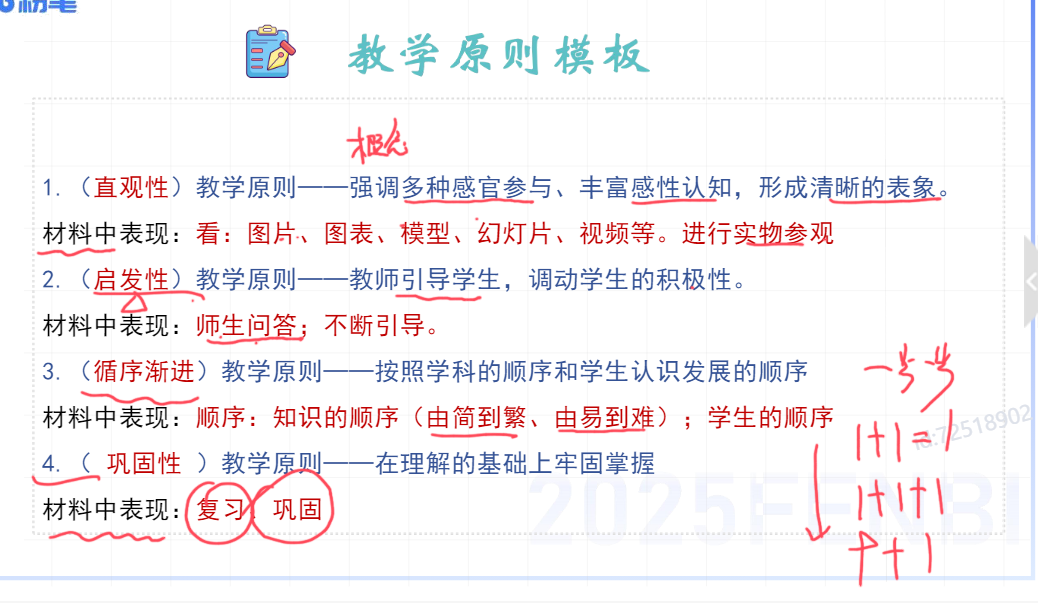 粉笔
教学原则模板
概念
1.（直观性）教学原则——强调多种感官参与、丰富感性认知，形成清晰的表象。
材料中表现：看：图片、图表、模型、幻灯片、视频等。进行实物参观
2.（启发性）教学原则——教师引导学生，调动学生的积极性。
材料中表现：师生问答；不断引导。
3.（循序渐进）教学原则——按照学科的顺序和学生认识发展的顺序
一步步
材料中表现：顺序：知识的顺序（由简到繁、由易到难）；学生的顺序
id:72518902
1+1=1
4.（ 巩固性 ）教学原则——在理解的基础上牢固掌握
1+1+1
材料中表现：复习 巩固
2025FENBI